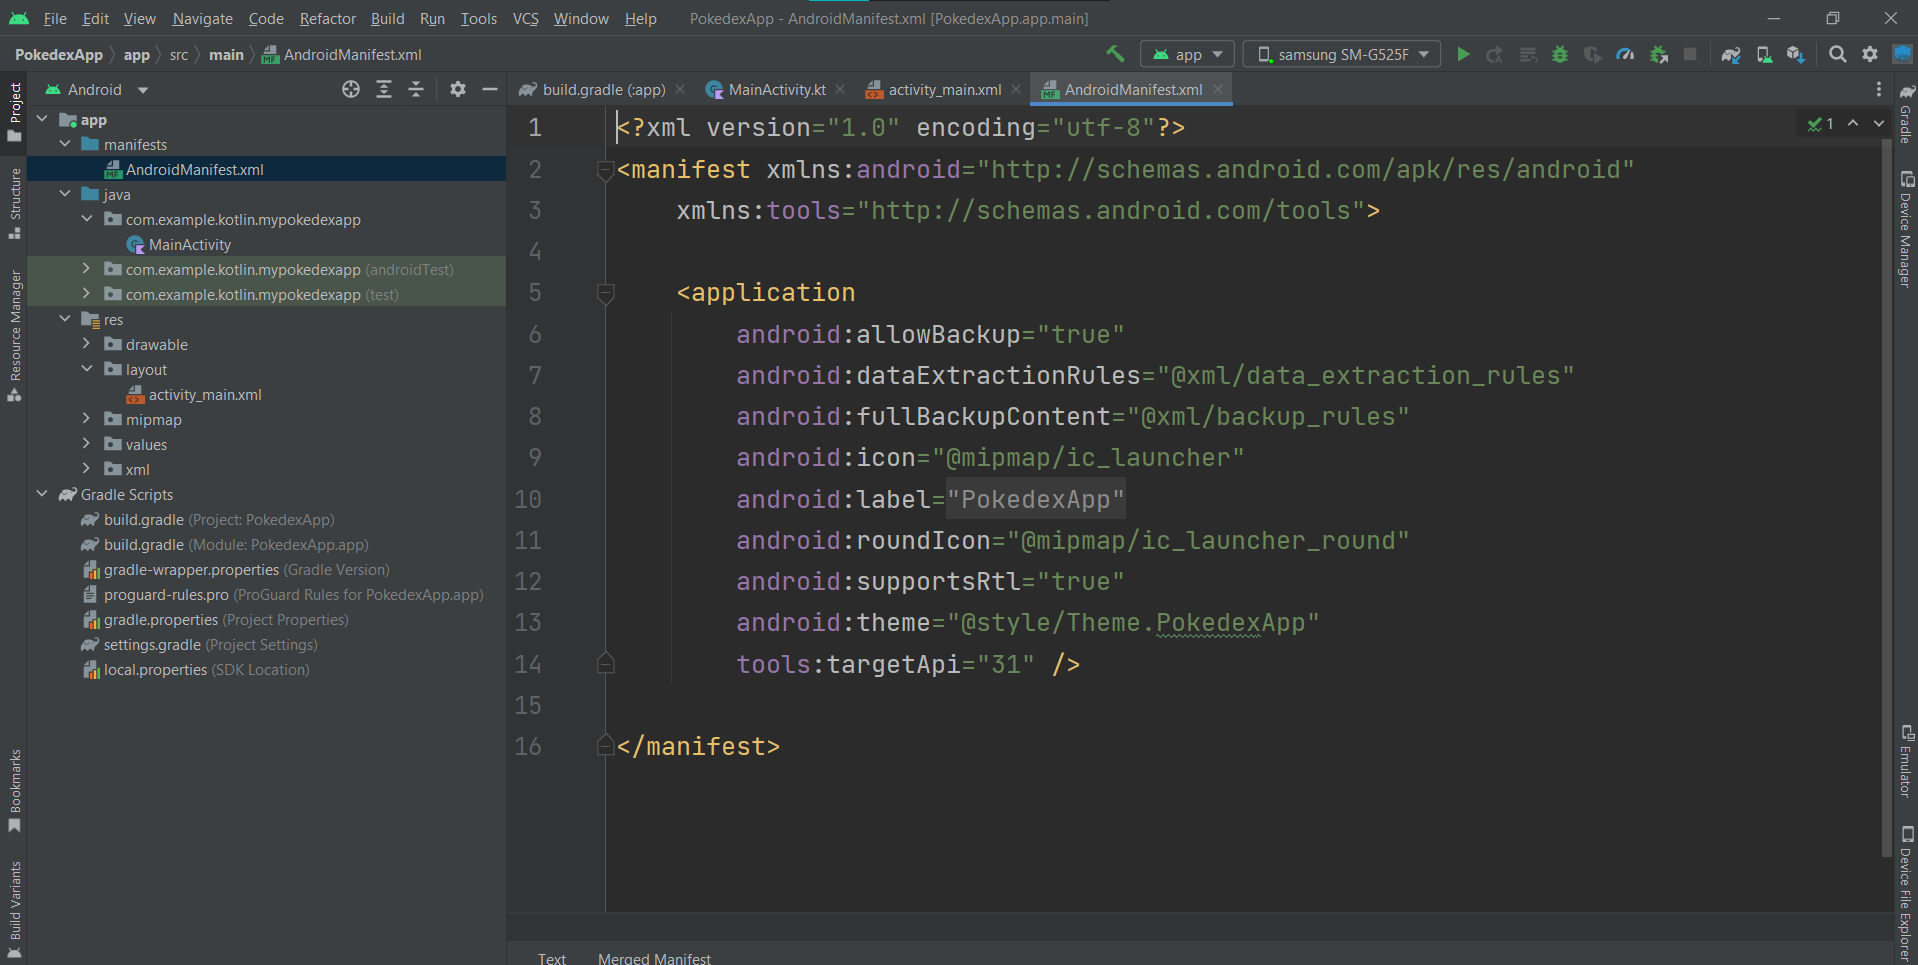 File Edit View Navigate Code Refactor Build Run Tools VCS Window Help PokedexApp - AndroidManifest.xml [PokedexApp.app.main]
PokedexApp app src main AndroidManifest.xml app samsung SM-G525F
Project
Structure
Resource Manager
Bookmarks
Build Variants
Android
app
manifests
AndroidManifest.xml
java
com.example.kotlin.mypokedexapp
MainActivity
com.example.kotlin.mypokedexapp (androidTest)
com.example.kotlin.mypokedexapp (test)
res
drawable
layout
activity_main.xml
mipmap
values
xml
Gradle Scripts
build.gradle (Project: PokedexApp)
build.gradle (Module: PokedexApp.app)
gradle-wrapper.properties (Gradle Version)
proguard-rules.pro (ProGuard Rules for PokedexApp.app)
gradle.properties (Project Properties)
settings.gradle (Project Settings)
local.properties (SDK Location)
build.gradle (:app) MainActivity.kt activity_main.xml AndroidManifest.xml
1 <?xml version="1.0" encoding="utf-8"?>
2 <manifest xmlns:android="http://schemas.android.com/apk/res/android"
3 xmlns:tools="http://schemas.android.com/tools">
4
5 <application
6 android:allowBackup="true"
7 android:dataExtractionRules="@xml/data_extraction_rules"
8 android:fullBackupContent="@xml/backup_rules"
9 android:icon="@mipmap/ic_launcher"
10 android:label="PokedexApp"
11 android:roundIcon="@mipmap/ic_launcher_round"
12 android:supportsRtl="true"
13 android:theme="@style/Theme.PokedexApp"
14 tools:targetApi="31" />
15
16 </manifest>
1
Text Merged Manifest
Gradle
Device Manager
Emulator
Device File Explorer